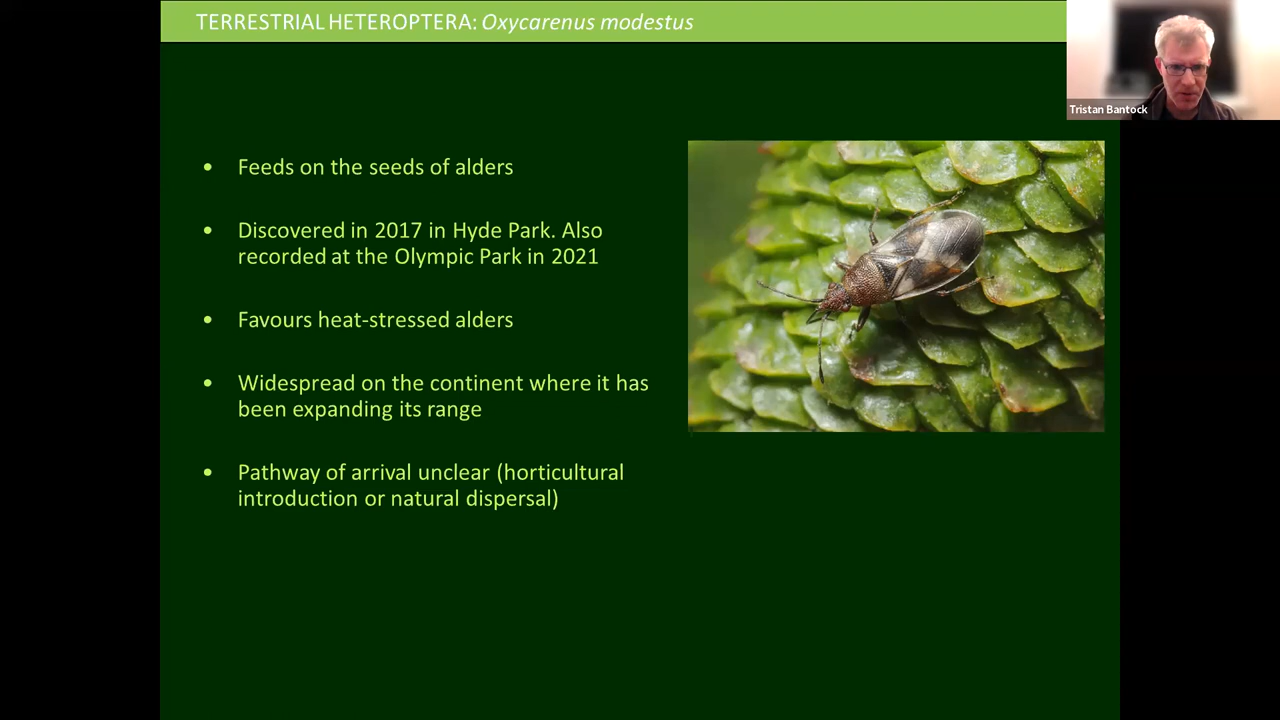 TERRESTRIAL HETEROPTERA: Oxycarenus modestus
Tristan Bantock
• Feeds on the seeds of alders
• Discovered in 2017 in Hyde Park. Also
recorded at the Olympic Park in 2021
• Favours heat-stressed alders
• Widespread on the continent where it has
been expanding its range
• Pathway of arrival unclear (horticultural
introduction or natural dispersal)